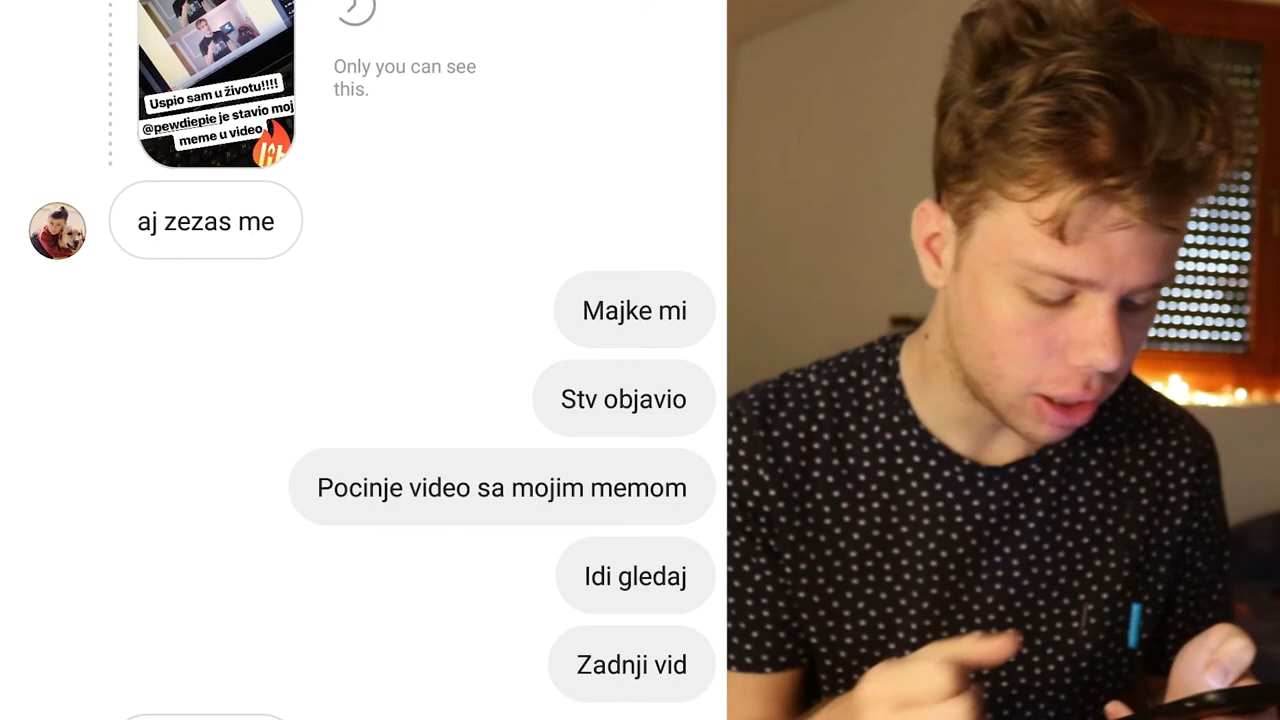 Only you can see
this.
Uspio sam u životu!!!!
@pewdiepie je stavio moj
meme u video
aj zezas me
Majke mi
Stv objavio
Pocinje video sa mojim memom
Idi gledaj
Zadnji vid